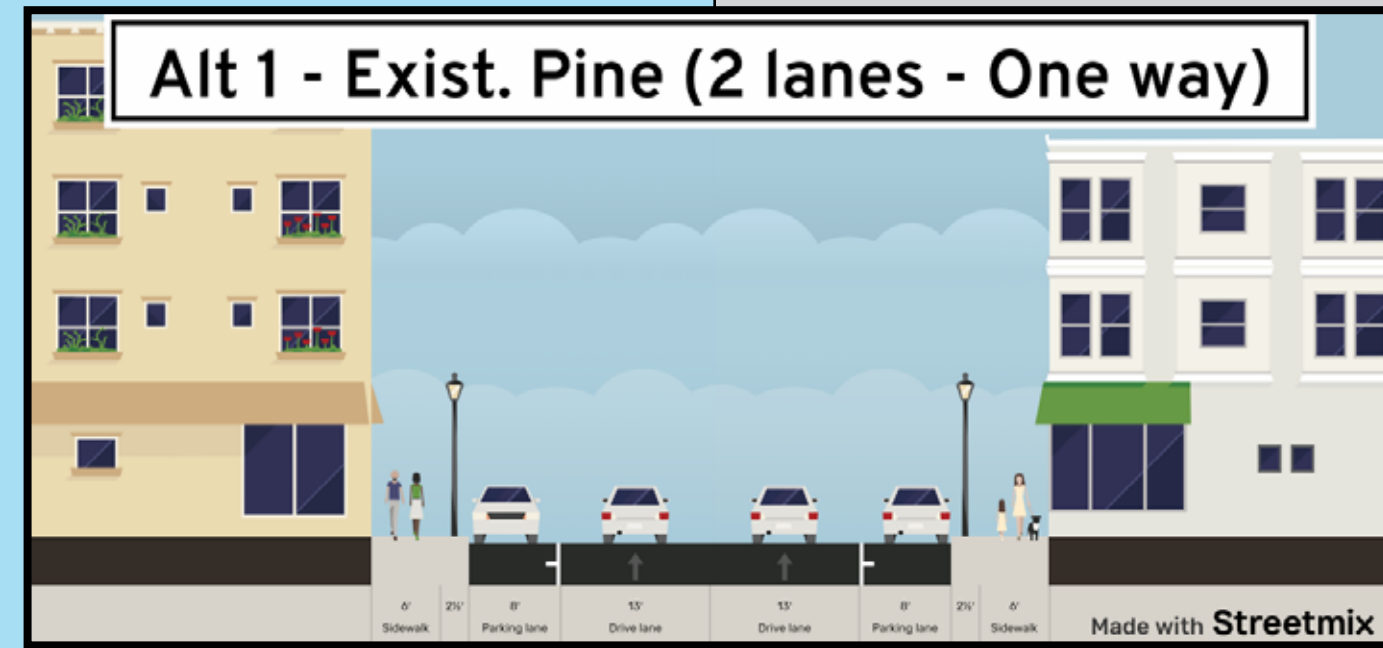 Alt 1 - Exist. Pine (2 lanes - One way)
6' 2½' 8' 13' 13' 8' 2½' 6'
Sidewalk Parking lane Drive lane Drive lane Parking lane Sidewalk
Made with Streetmix